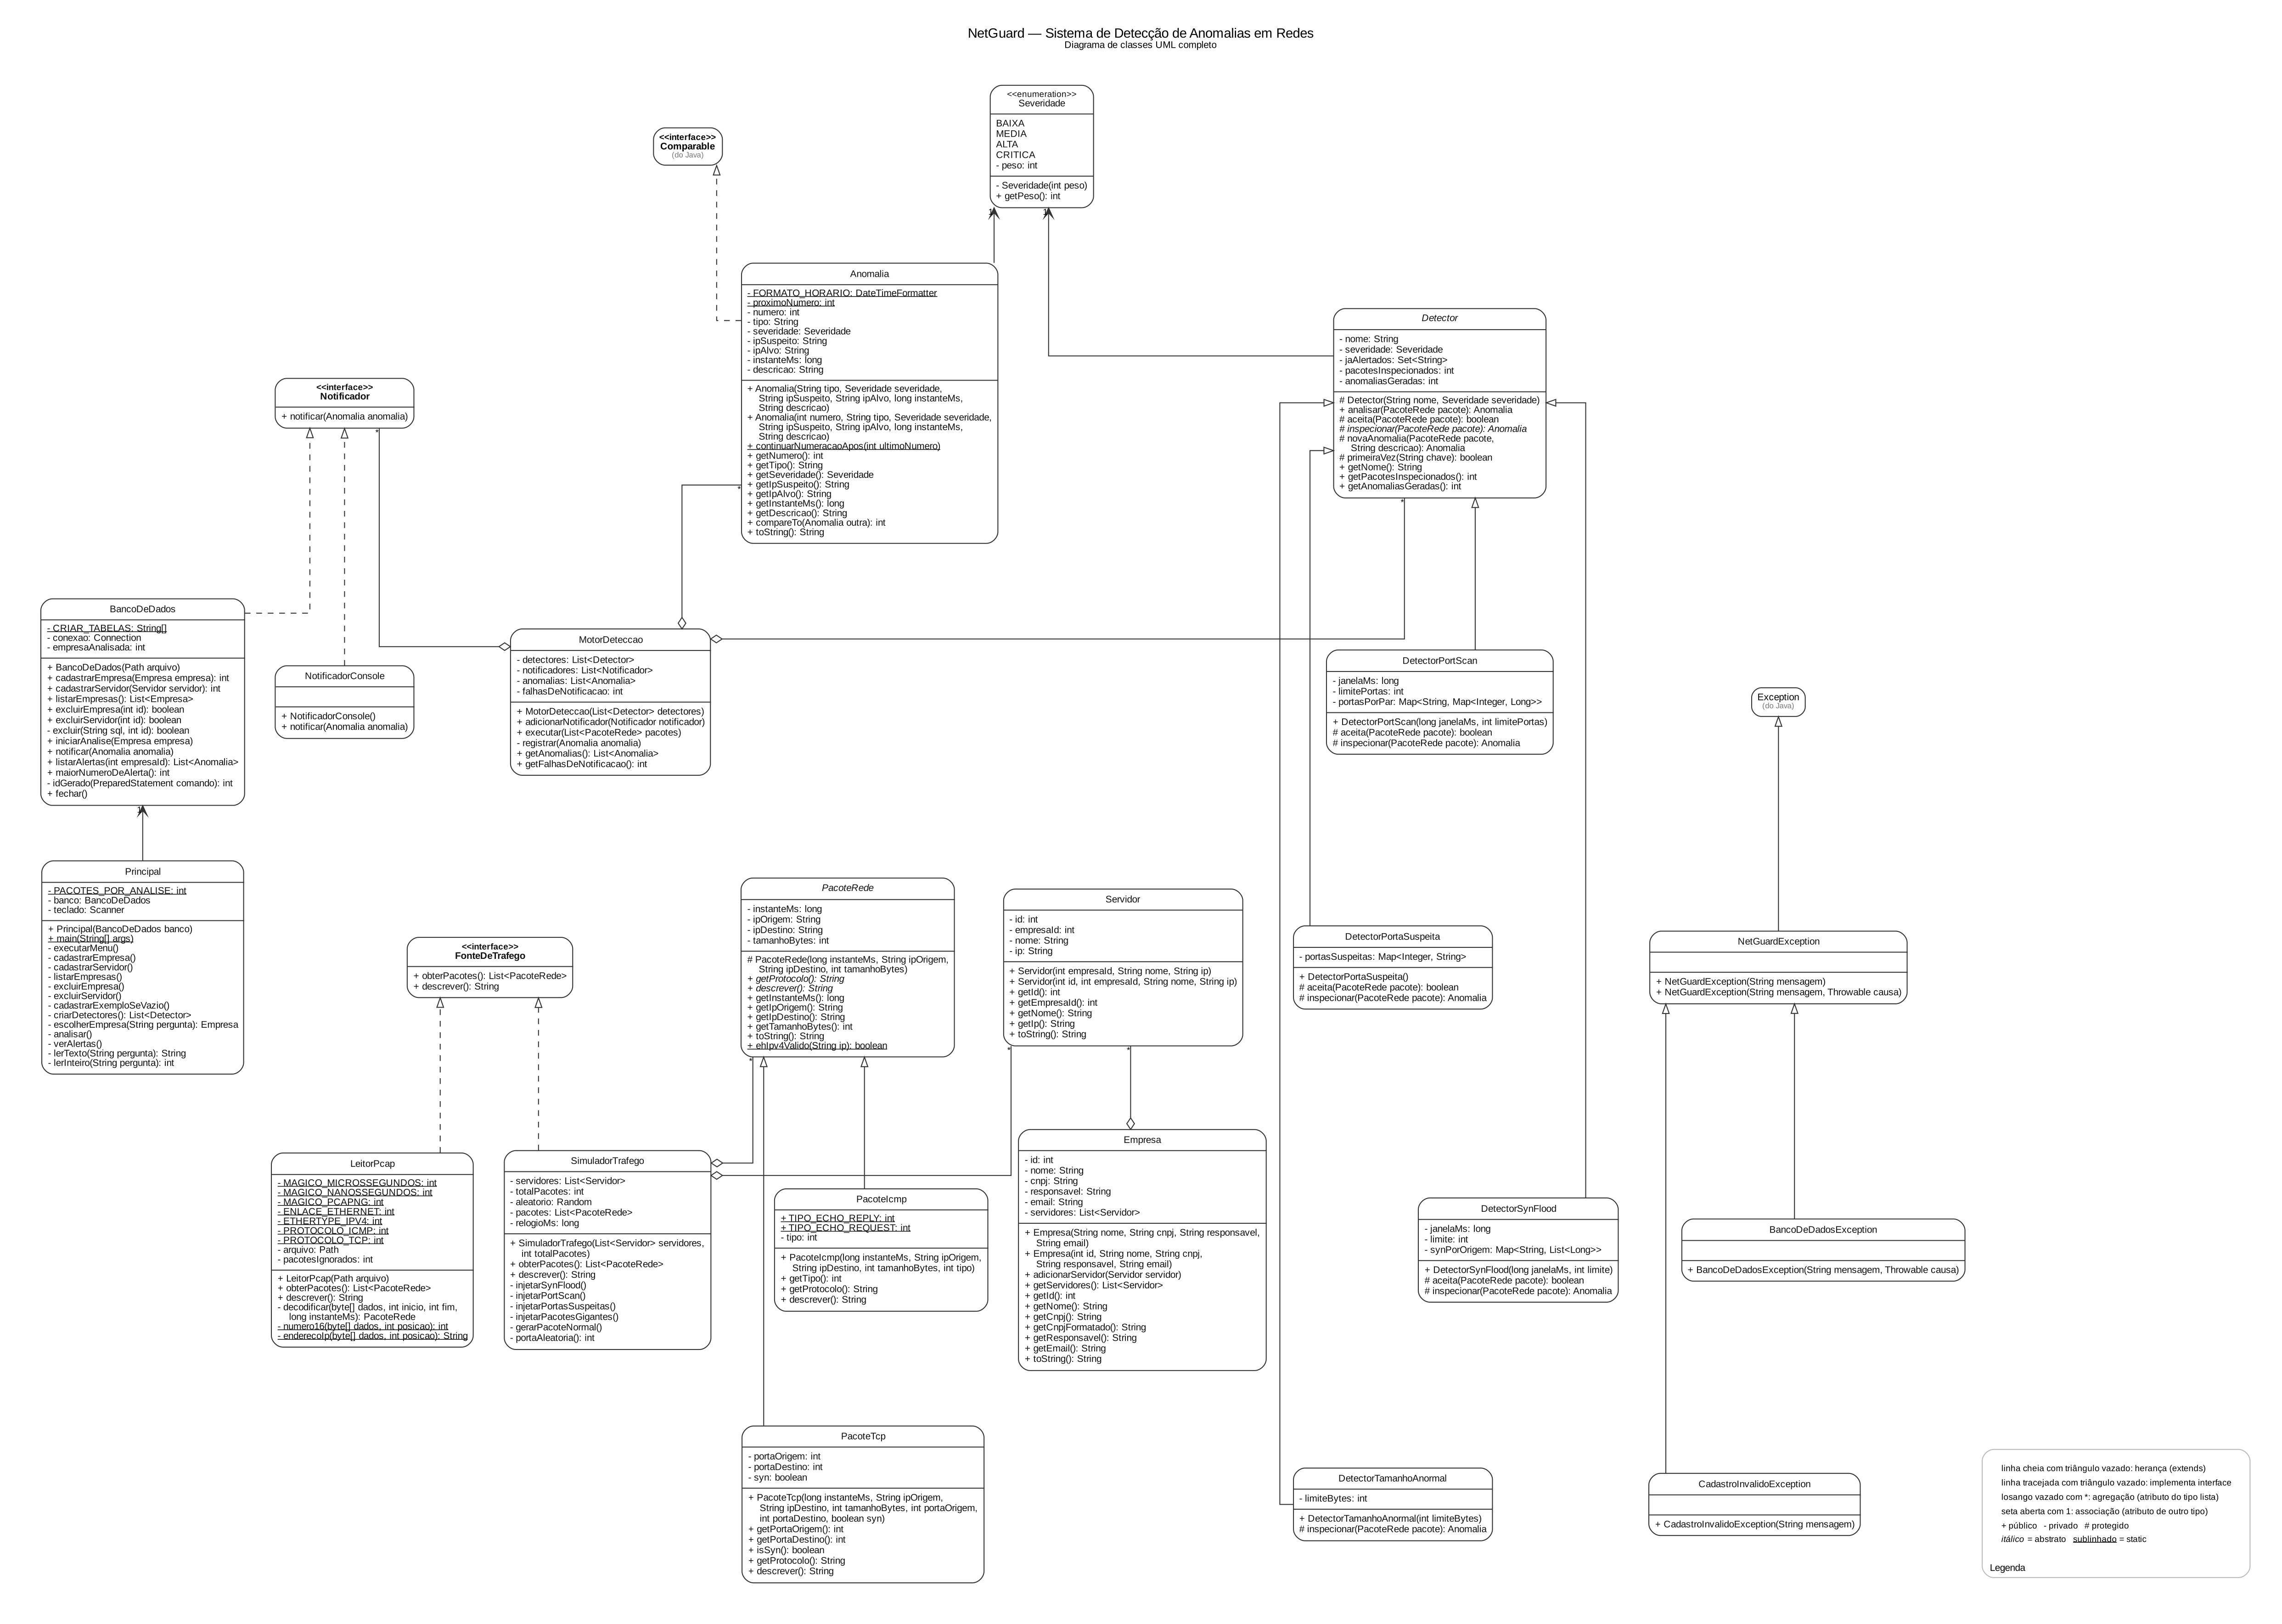 NetGuard — Sistema de Detecção de Anomalias em Redes
Diagrama de classes UML completo
<<enumeration>>
Severidade
BAIXA
MEDIA
ALTA
CRITICA
- peso: int
- Severidade(int peso)
+ getPeso(): int
<<interface>>
Comparable
(do Java)
Anomalia
- FORMATO_HORARIO: DateTimeFormatter
- proximoNumero: int
- numero: int
- tipo: String
- severidade: Severidade
- ipSuspeito: String
- ipAlvo: String
- instanteMs: long
- descricao: String
+ Anomalia(String tipo, Severidade severidade,
String ipSuspeito, String ipAlvo, long instanteMs,
String descricao)
+ Anomalia(int numero, String tipo, Severidade severidade,
String ipSuspeito, String ipAlvo, long instanteMs,
String descricao)
+ continuarNumeracaoApos(int ultimoNumero)
+ getNumero(): int
+ getTipo(): String
+ getSeveridade(): Severidade
+ getIpSuspeito(): String
+ getIpAlvo(): String
+ getInstanteMs(): long
+ getDescricao(): String
+ compareTo(Anomalia outra): int
+ toString(): String
*
Detector
- nome: String
- severidade: Severidade
- jaAlertados: Set<String>
- pacotesInspecionados: int
- anomaliasGeradas: int
# Detector(String nome, Severidade severidade)
+ analisar(PacoteRede pacote): Anomalia
# aceita(PacoteRede pacote): boolean
# inspecionar(PacoteRede pacote): Anomalia
# novaAnomalia(PacoteRede pacote,
String descricao): Anomalia
# primeiraVez(String chave): boolean
+ getNome(): String
+ getPacotesInspecionados(): int
+ getAnomaliasGeradas(): int
*
<<interface>>
Notificador
+ notificar(Anomalia anomalia)
*
BancoDeDados
- CRIAR_TABELAS: String[]
- conexao: Connection
- empresaAnalisada: int
+ BancoDeDados(Path arquivo)
+ cadastrarEmpresa(Empresa empresa): int
+ cadastrarServidor(Servidor servidor): int
+ listarEmpresas(): List<Empresa>
+ excluirEmpresa(int id): boolean
+ excluirServidor(int id): boolean
- excluir(String sql, int id): boolean
+ iniciarAnalise(Empresa empresa)
+ notificar(Anomalia anomalia)
+ listarAlertas(int empresaId): List<Anomalia>
+ maiorNumeroDeAlerta(): int
- idGerado(PreparedStatement comando): int
+ fechar()
NotificadorConsole
+ NotificadorConsole()
+ notificar(Anomalia anomalia)
MotorDeteccao
- detectores: List<Detector>
- notificadores: List<Notificador>
- anomalias: List<Anomalia>
- falhasDeNotificacao: int
+ MotorDeteccao(List<Detector> detectores)
+ adicionarNotificador(Notificador notificador)
+ executar(List<PacoteRede> pacotes)
- registrar(Anomalia anomalia)
+ getAnomalias(): List<Anomalia>
+ getFalhasDeNotificacao(): int
DetectorPortScan
- janelaMs: long
- limitePortas: int
- portasPorPar: Map<String, Map<Integer, Long>>
+ DetectorPortScan(long janelaMs, int limitePortas)
# aceita(PacoteRede pacote): boolean
# inspecionar(PacoteRede pacote): Anomalia
Exception
(do Java)
Principal
- PACOTES_POR_ANALISE: int
- banco: BancoDeDados
- teclado: Scanner
+ Principal(BancoDeDados banco)
+ main(String[] args)
- executarMenu()
- cadastrarEmpresa()
- cadastrarServidor()
- listarEmpresas()
- excluirEmpresa()
- excluirServidor()
- cadastrarExemploSeVazio()
- criarDetectores(): List<Detector>
- escolherEmpresa(String pergunta): Empresa
- analisar()
- verAlertas()
- lerTexto(String pergunta): String
- lerInteiro(String pergunta): int
<<interface>>
FonteDeTrafego
+ obterPacotes(): List<PacoteRede>
+ descrever(): String
PacoteRede
- instanteMs: long
- ipOrigem: String
- ipDestino: String
- tamanhoBytes: int
# PacoteRede(long instanteMs, String ipOrigem,
String ipDestino, int tamanhoBytes)
+ getProtocolo(): String
+ descrever(): String
+ getInstanteMs(): long
+ getIpOrigem(): String
+ getIpDestino(): String
+ getTamanhoBytes(): int
+ toString(): String
+ ehIpv4Valido(String ip): boolean
*
Servidor
- id: int
- empresaId: int
- nome: String
- ip: String
+ Servidor(int empresaId, String nome, String ip)
+ Servidor(int id, int empresaId, String nome, String ip)
+ getId(): int
+ getEmpresaId(): int
+ getNome(): String
+ getIp(): String
+ toString(): String
*
*
DetectorPortaSuspeita
- portasSuspeitas: Map<Integer, String>
+ DetectorPortaSuspeita()
# aceita(PacoteRede pacote): boolean
# inspecionar(PacoteRede pacote): Anomalia
NetGuardException
+ NetGuardException(String mensagem)
+ NetGuardException(String mensagem, Throwable causa)
LeitorPcap
- MAGICO_MICROSSEGUNDOS: int
- MAGICO_NANOSSEGUNDOS: int
- MAGICO_PCAPNG: int
- ENLACE_ETHERNET: int
- ETHERTYPE_IPV4: int
- PROTOCOLO_ICMP: int
- PROTOCOLO_TCP: int
- arquivo: Path
- pacotesIgnorados: int
+ LeitorPcap(Path arquivo)
+ obterPacotes(): List<PacoteRede>
+ descrever(): String
- decodificar(byte[] dados, int inicio, int fim,
long instanteMs): PacoteRede
- numero16(byte[] dados, int posicao): int
- enderecoIp(byte[] dados, int posicao): String
SimuladorTrafego
- servidores: List<Servidor>
- totalPacotes: int
- aleatorio: Random
- pacotes: List<PacoteRede>
- relogioMs: long
+ SimuladorTrafego(List<Servidor> servidores,
int totalPacotes)
+ obterPacotes(): List<PacoteRede>
+ descrever(): String
- injetarSynFlood()
- injetarPortScan()
- injetarPortasSuspeitas()
- injetarPacotesGigantes()
- gerarPacoteNormal()
- portaAleatoria(): int
PacoteIcmp
+ TIPO_ECHO_REPLY: int
+ TIPO_ECHO_REQUEST: int
- tipo: int
+ PacoteIcmp(long instanteMs, String ipOrigem,
String ipDestino, int tamanhoBytes, int tipo)
+ getTipo(): int
+ getProtocolo(): String
+ descrever(): String
Empresa
- id: int
- nome: String
- cnpj: String
- responsavel: String
- email: String
- servidores: List<Servidor>
+ Empresa(String nome, String cnpj, String responsavel,
String email)
+ Empresa(int id, String nome, String cnpj,
String responsavel, String email)
+ adicionarServidor(Servidor servidor)
+ getServidores(): List<Servidor>
+ getId(): int
+ getNome(): String
+ getCnpj(): String
+ getCnpjFormatado(): String
+ getResponsavel(): String
+ getEmail(): String
+ toString(): String
DetectorSynFlood
- janelaMs: long
- limite: int
- synPorOrigem: Map<String, List<Long>>
+ DetectorSynFlood(long janelaMs, int limite)
# aceita(PacoteRede pacote): boolean
# inspecionar(PacoteRede pacote): Anomalia
BancoDeDadosException
+ BancoDeDadosException(String mensagem, Throwable causa)
PacoteTcp
- portaOrigem: int
- portaDestino: int
- syn: boolean
+ PacoteTcp(long instanteMs, String ipOrigem,
String ipDestino, int tamanhoBytes, int portaOrigem,
int portaDestino, boolean syn)
+ getPortaOrigem(): int
+ getPortaDestino(): int
+ isSyn(): boolean
+ getProtocolo(): String
+ descrever(): String
DetectorTamanhoAnormal
- limiteBytes: int
+ DetectorTamanhoAnormal(int limiteBytes)
# inspecionar(PacoteRede pacote): Anomalia
CadastroInvalidoException
+ CadastroInvalidoException(String mensagem)
linha cheia com triângulo vazado: herança (extends)
linha tracejada com triângulo vazado: implementa interface
losango vazado com *: agregação (atributo do tipo lista)
seta aberta com 1: associação (atributo de outro tipo)
+ público - privado # protegido
itálico = abstrato sublinhado = static
Legenda